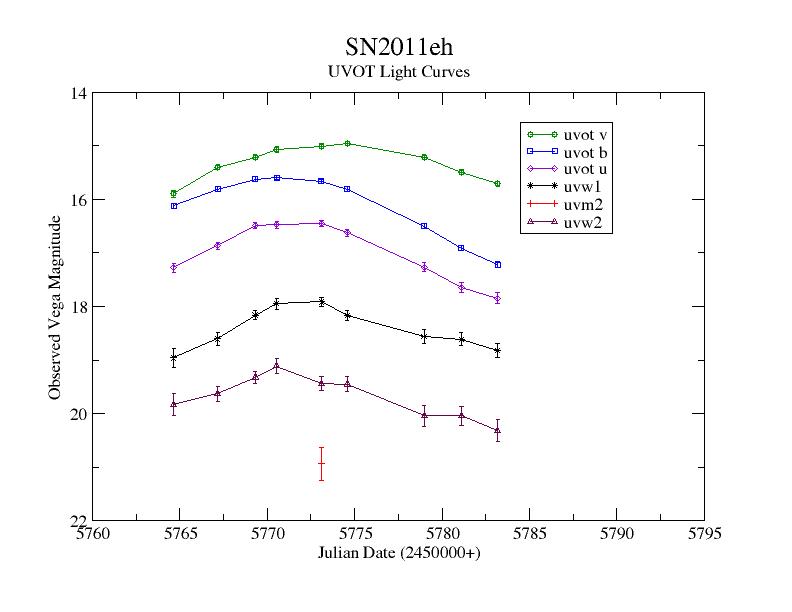 SN2011eh
UVOT Light Curves
14
16
18
20
22
Observed Vega Magnitude
uvot v
uvot b
uvot u
uvw1
uvm2
uvw2
5760 5765 5770 5775 5780 5785 5790 5795
Julian Date (2450000+)